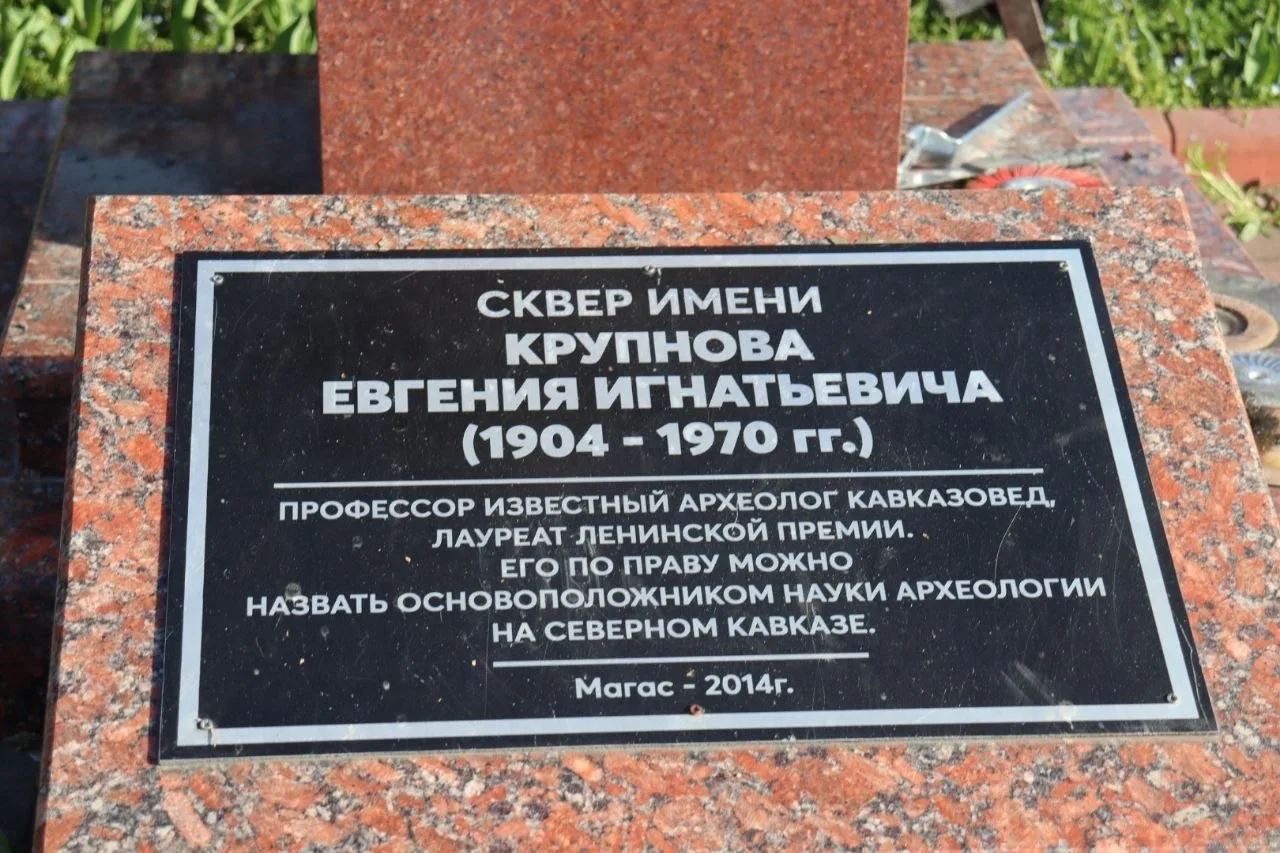 СКВЕР ИМЕНИ
КРУПНОВА
ЕВГЕНИЯ ИГНАТЬЕВИЧА
(1904 - 1970 гг.)
ПРОФЕССОР ИЗВЕСТНЫЙ АРХЕОЛОГ КАВКАЗОВЕД,
ЛАУРЕАТ ЛЕНИНСКОЙ ПРЕМИИ.
ЕГО ПО ПРАВУ МОЖНО
НАЗВАТЬ ОСНОВОПОЛОЖНИКОМ НАУКИ АРХЕОЛОГИИ
НА СЕВЕРНОМ КАВКАЗЕ.
Магас - 2014г.